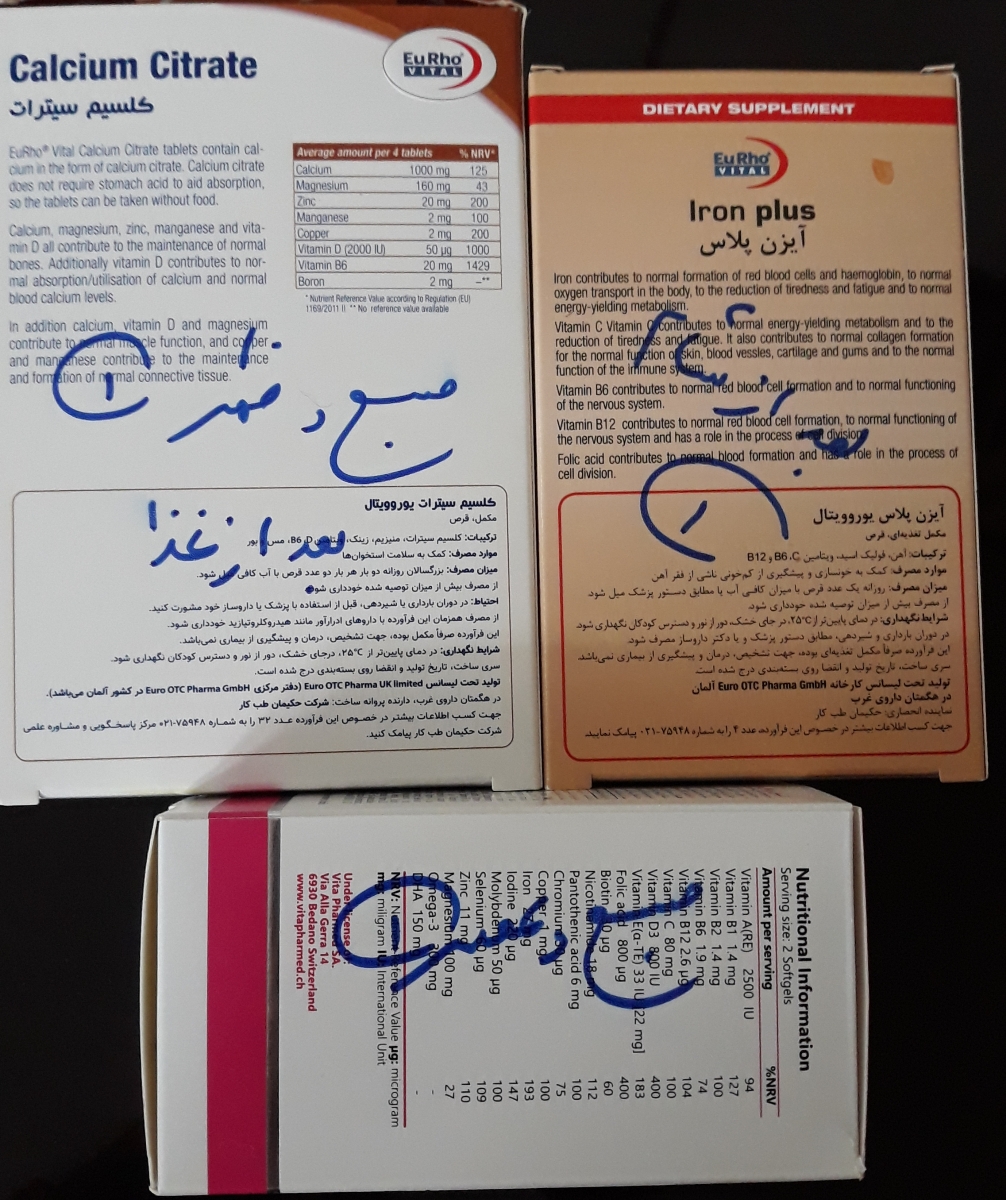 Calcium Citrate
کلسیم سیترات
EuRho VITAL
EuRho® Vital Calcium Citrate tablets contain cal-
cium in the form of calcium citrate. Calcium citrate
does not require stomach acid to aid absorption,
so the tablets can be taken without food.
Calcium, magnesium, zinc, manganese and vita-
min D all contribute to the maintenance of normal
bones. Additionally vitamin D contributes to nor-
mal absorption/utilisation of calcium and normal
blood calcium levels.
In addition calcium, vitamin D and magnesium
contribute to normal muscle function, and copper
and manganese contribute to the maintenance
and formation of normal connective tissue.
Average amount per 4 tablets % NRV*
Calcium 1000 mg 125
Magnesium 160 mg 43
Zinc 20 mg 200
Manganese 2 mg 100
Copper 2 mg 200
Vitamin D (2000 IU) 50 µg 1000
Vitamin B6 20 mg 1429
Boron 2 mg –**
* Nutrient Reference Value according to Regulation (EU)
1169/2011 II ** No reference value available
صبح و ظهر ۱
بعد از غذا
کلسیم سیترات یوروویتال
مکمل، قرص
ترکیبات: کلسیم سیترات، منیزیم، زینک، D، B6، مس بور
موارد مصرف: کمک به سلامت استخوان‌ها
میزان مصرف: بزرگسالان روزانه دو بار هر بار دو عدد قرص با آب کافی میل شود.
از مصرف بیش از میزان توصیه شده خودداری شود.
احتیاط: در دوران بارداری یا شیردهی، قبل از استفاده با پزشک یا داروساز خود مشورت کنید.
از مصرف همزمان این فرآورده با داروهای ادرارآور مانند هیدروکلروتیازید خودداری شود.
این فرآورده صرفاً مکمل بوده، جهت تشخیص، درمان و پیشگیری از بیماری نمی‌باشد.
شرایط نگهداری: در دمای پایین‌تر از ۲۵°C، درجای خشک، دور از نور و دسترس کودکان نگهداری شود.
سری ساخت، تاریخ تولید و انقضا روی بسته‌بندی درج شده است.
تولید تحت لیسانس Euro OTC Pharma UK limited (دفتر مرکزی Euro OTC Pharma GmbH در کشور آلمان می‌باشد).
در هگمتان داروی غرب، دارنده پروانه ساخت: شرکت حکیمان طب کار
جهت کسب اطلاعات بیشتر در خصوص این فرآورده عـدد ۳۲ را به شماره ۷۵۹۴۸-۰۲۱ مرکز پاسخگویی و مشاوره علمی
شرکت حکیمان طب کار پیامک کنید.
DIETARY SUPPLEMENT
EuRho® VITAL
Iron plus
آیزن پلاس
Iron contributes to normal formation of red blood cells and haemoglobin, to normal
oxygen transport in the body, to the reduction of tiredness and fatigue and to normal
energy-yielding metabolism.
Vitamin C Vitamin C contributes to normal energy-yielding metabolism and to the
reduction of tiredness and fatigue. It also contributes to normal collagen formation
for the normal function of skin, blood vessles, cartilage and gums and to the normal
function of the immune system.
Vitamin B6 contributes to normal red blood cell formation and to normal functioning
of the nervous system.
Vitamin B12 contributes to normal red blood cell formation, to normal functioning of
the nervous system and has a role in the process of cell division.
Folic acid contributes to normal blood formation and has a role in the process of
cell division.
بعد از شام
۱
آیزن پلاس یوروویتال
مکمل تغذیه‌ای، قرص
ترکیبات: آهن، فولیک اسید، ویتامین B6، C و B12
موارد مصرف: کمک به خونسازی و پیشگیری از کم‌خونی ناشی از فقر آهن
میزان مصرف: روزانه یک عدد قرص با میزان کافی آب یا مطابق دستور پزشک میل شود.
از مصرف بیش از میزان توصیه شده خودداری شود.
شرایط نگهداری: در دمای پایین‌تر از ۲۵°C، در جای خشک، دور از نور و دسترس کودکان نگهداری شود.
در دوران بارداری و شیردهی، مطابق دستور پزشک و یا دکتر داروساز مصرف شود.
این فرآورده صرفاً مکمل تغذیه‌ای بوده، جهت تشخیص، درمان و پیشگیری از بیماری نمی‌باشد.
سری ساخت، تاریخ تولید و انقضا روی بسته‌بندی درج شده است.
تولید تحت لیسانس کارخانه Euro OTC Pharma GmbH آلمان
در هگمتان داروی غرب
نماینده انحصاری: حکیمان طب کار
جهت کسب اطلاعات بیشتر در خصوص این فرآورده، عدد ۴ را به شماره ۷۵۹۴۸-۰۲۱ پیامک نمایید.
Nutritional Information
Serving size: 2 Softgels
Amount per serving %NRV
Vitamin A(RE) 2500 IU 94
Vitamin B1 1.4 mg 127
Vitamin B2 1.4 mg 100
Vitamin B6 1.9 mg 74
Vitamin B12 2.6 µg 104
Vitamin C 80 mg 100
Vitamin D3 800 IU 400
Vitamin E(α-TE) 33 IU [22 mg] 183
Folic acid 800 µg 400
Biotin µg 60
Nicotinamide 18 mg 112
Pantothenic acid 6 mg 100
Chromium µg 75
Copper mg 100
Iron mg 193
Iodine µg 147
Molybdenum 50 µg 100
Selenium µg 109
Zinc 11 mg 110
Magnesium 100 mg 27
Omega-3 mg -
DHA 150 mg -
NRV: Nutrient Reference Value µg: microgram
mg: miligram IU: International Unit
Under license of:
Vita Pharmed SA.
Via Alla Gerra 14
6930 Bedano Switzerland
www.vitapharmed.ch